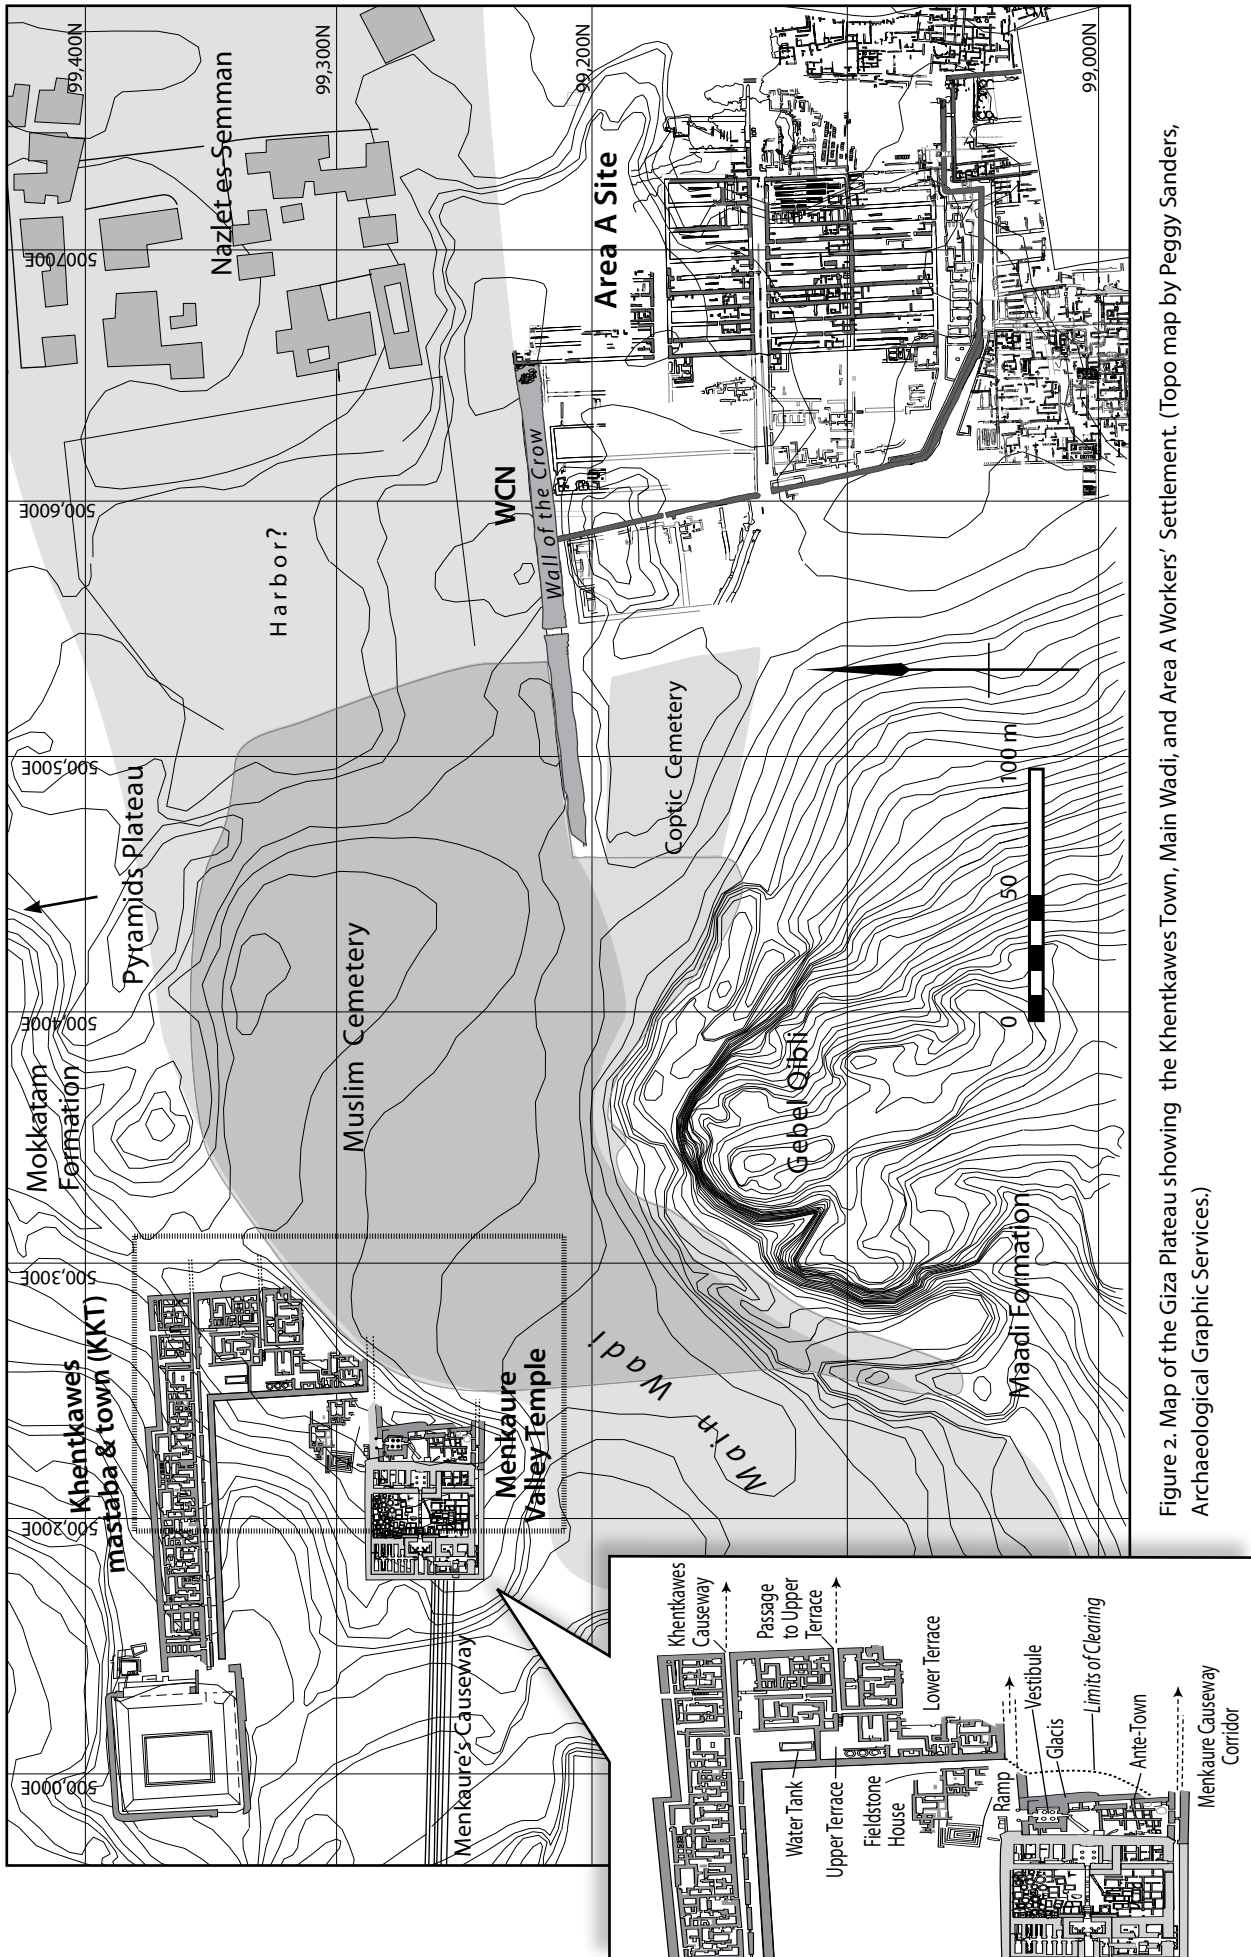 99,400N
99,300N
99,200N
99,000N
Nazlet es-Semman
500700E
500,600E
500,500E
500,400E
500,300E
500,200E
500,000E
Area A Site
WCN
Wall of the Crow
Harbor?
Coptic Cemetery
Pyramids Plateau
Muslim Cemetery
Mokkatam
Formation
Gebel Qibli
Maadi Formation
0
50
100 m
Khentkawes
mastaba & town (KKT)
Menkaure
Valley Temple
Main Wadi
Menkaure's Causeway
Khentkawes
Causeway
Passage
to Upper
Terrace
Water Tank
Upper Terrace
Fieldstone
House
Lower Terrace
Ramp
Vestibule
Glacis
Limits of Clearing
Ante-Town
Menkaure Causeway
Corridor
Figure 2. Map of the Giza Plateau showing the Khentkawes Town, Main Wadi, and Area A Workers' Settlement. (Topo map by Peggy Sanders,
Archaeological Graphic Services.)